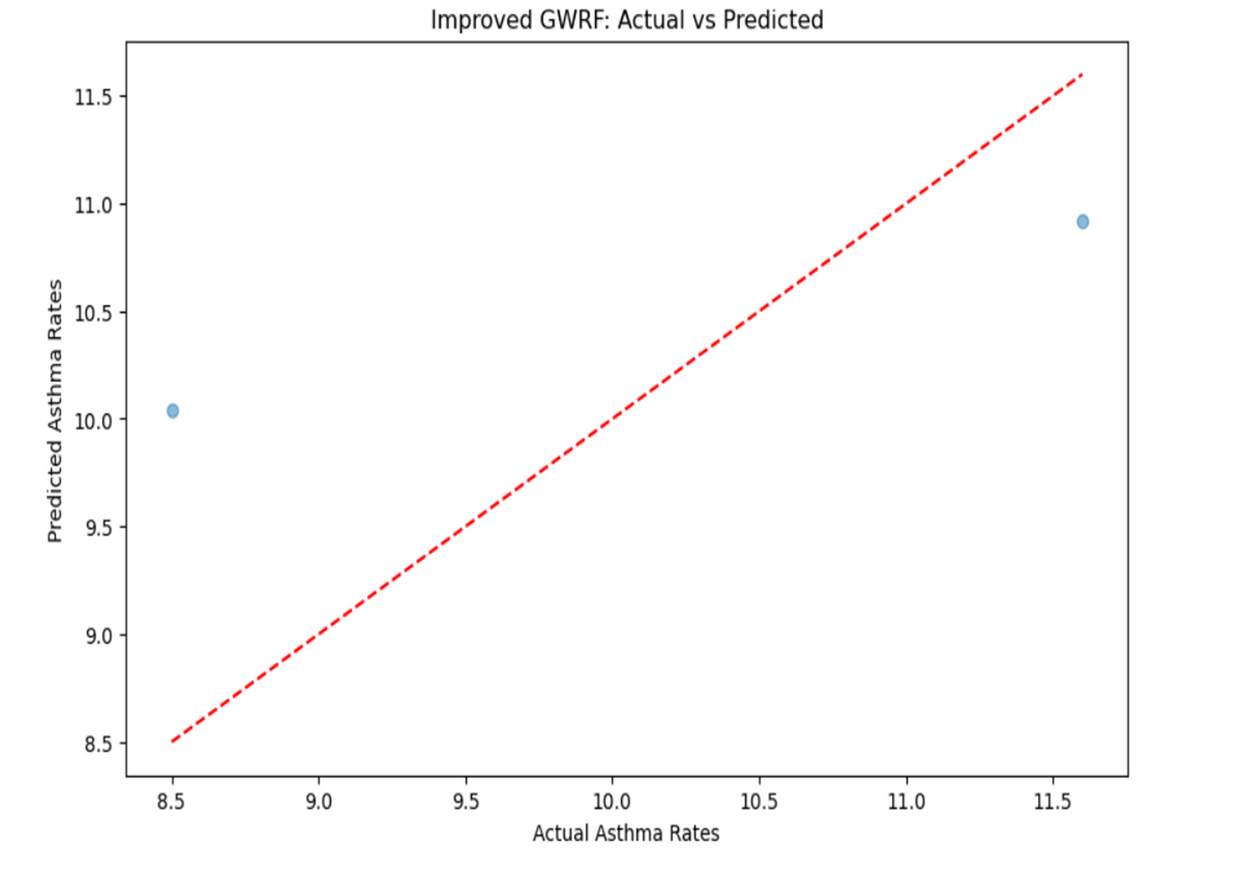 Improved GWRF: Actual vs Predicted
11.5
11.0
10.5
10.0
9.5
9.0
8.5
Predicted Asthma Rates
8.5 9.0 9.5 10.0 10.5 11.0 11.5
Actual Asthma Rates